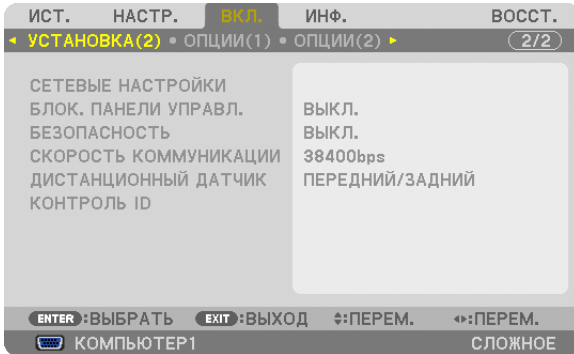 ИСТ. НАСТР. ВКЛ. ИНФ. ВОССТ.
УСТАНОВКА(2) • ОПЦИИ(1) • ОПЦИИ(2) 2/2
СЕТЕВЫЕ НАСТРОЙКИ
БЛОК. ПАНЕЛИ УПРАВЛ. ВЫКЛ.
БЕЗОПАСНОСТЬ ВЫКЛ.
СКОРОСТЬ КОММУНИКАЦИИ 38400bps
ДИСТАНЦИОННЫЙ ДАТЧИК ПЕРЕДНИЙ/ЗАДНИЙ
КОНТРОЛЬ ID
ENTER :ВЫБРАТЬ EXIT :ВЫХОД :ПЕРЕМ. :ПЕРЕМ.
КОМПЬЮТЕР1 СЛОЖНОЕ